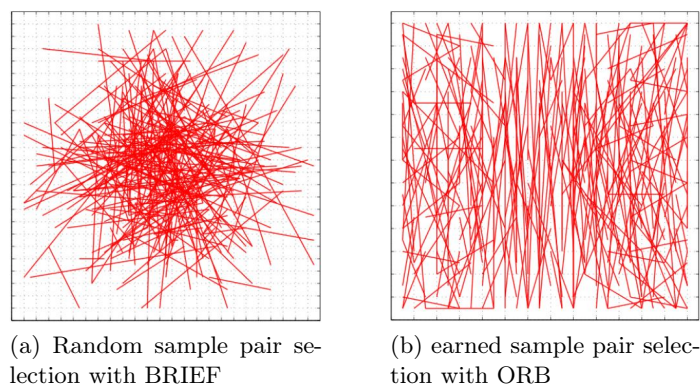 (a) Random sample pair se-
lection with BRIEF
(b) earned sample pair selec-
tion with ORB